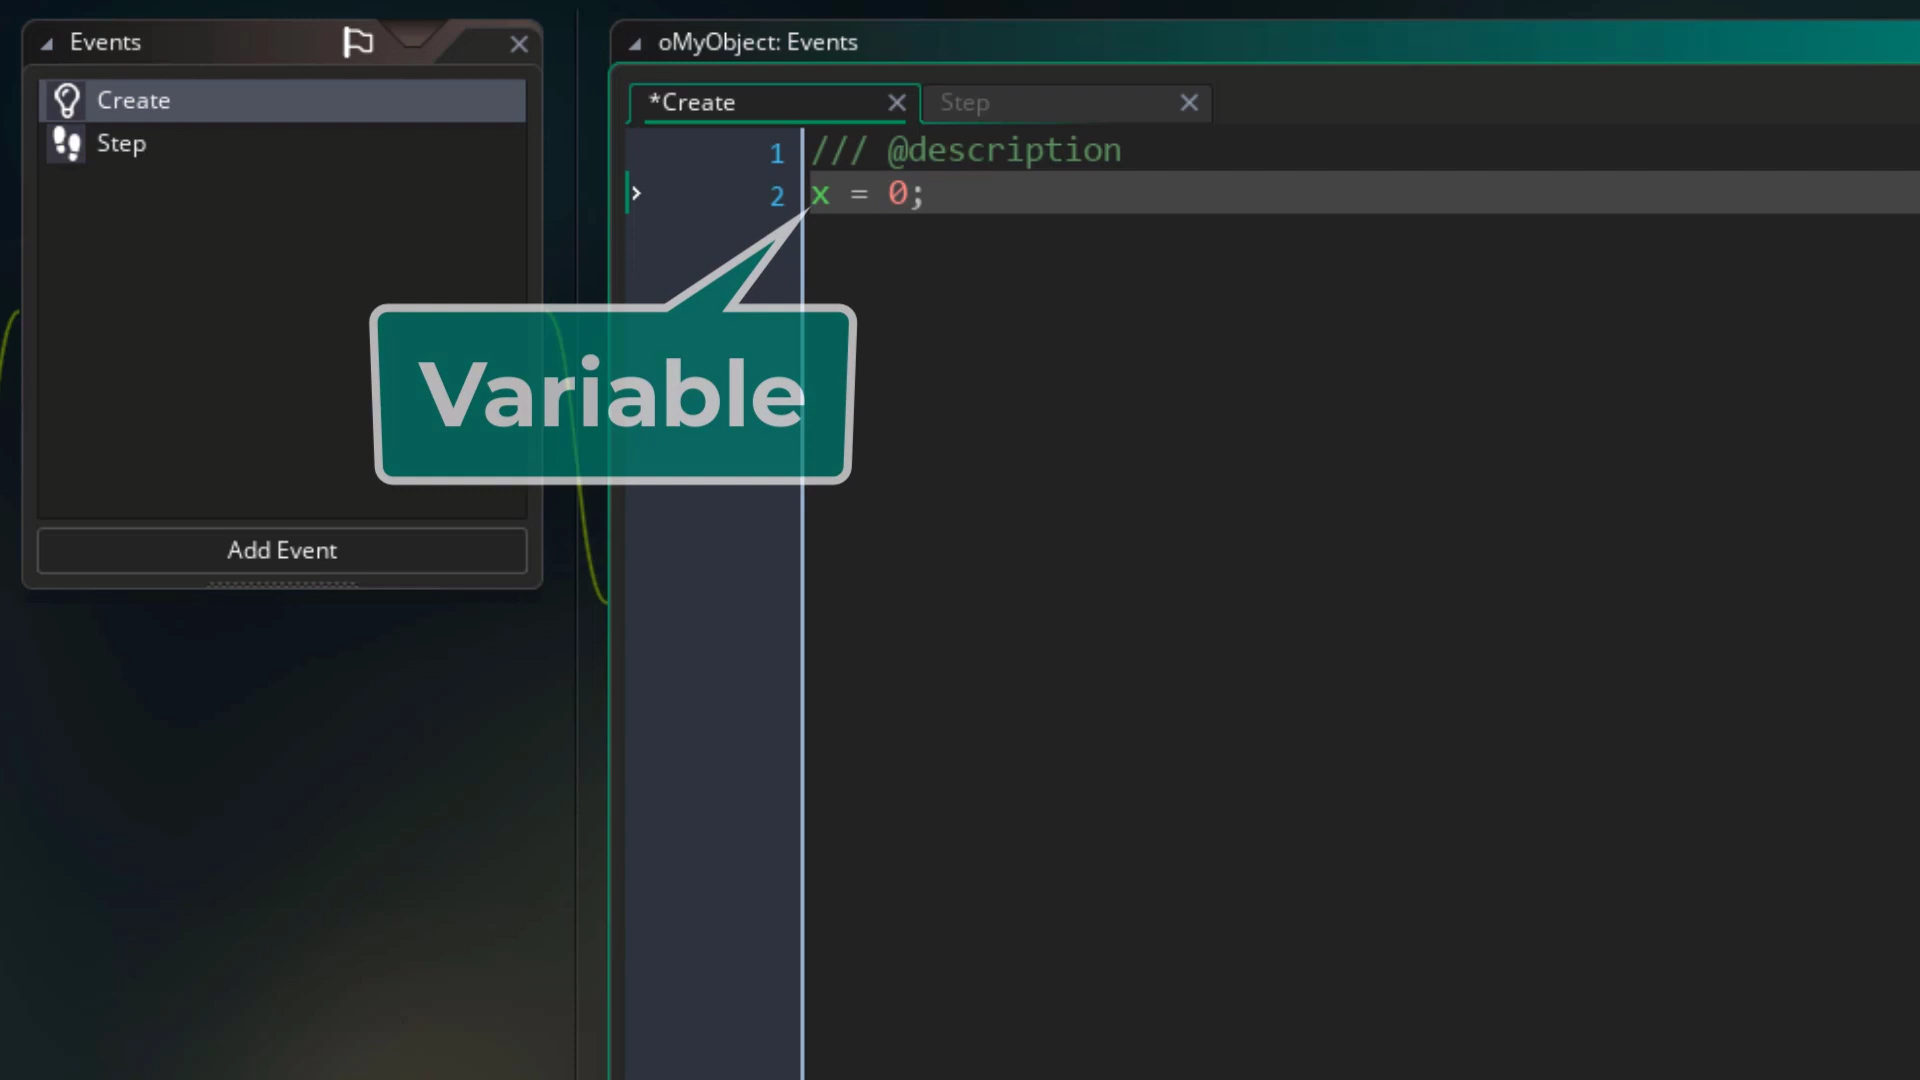 Events
Create
Step
Add Event
oMyObject: Events
*Create
Step
1 /// @description
2 x = 0;
Variable